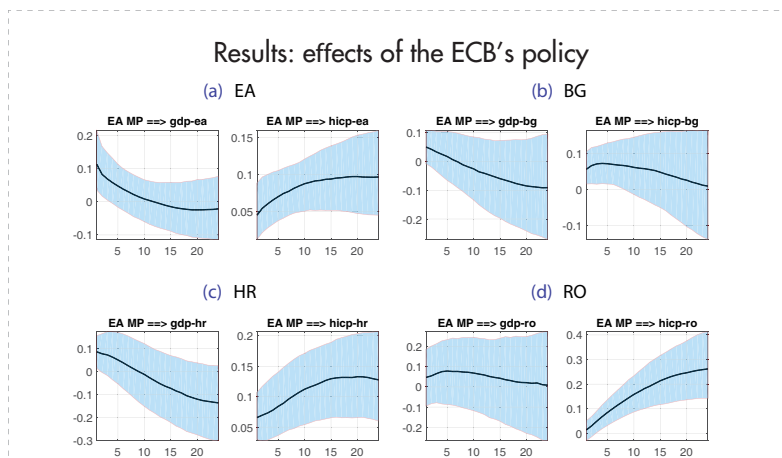 Results: effects of the ECB's policy
(a) EA
(b) BG
EA MP ==> gdp-ea
EA MP ==> hicp-ea
EA MP ==> gdp-bg
EA MP ==> hicp-bg
0.2
0.1
0
-0.1
5 10 15 20
0.15
0.1
0.05
5 10 15 20
0.1
0
-0.1
-0.2
5 10 15 20
0.1
0
-0.1
5 10 15 20
(c) HR
(d) RO
EA MP ==> gdp-hr
EA MP ==> hicp-hr
EA MP ==> gdp-ro
EA MP ==> hicp-ro
0.1
0
-0.1
-0.2
-0.3
5 10 15 20
0.2
0.15
0.1
0.05
5 10 15 20
0.2
0.1
0
-0.1
-0.2
5 10 15 20
0.4
0.3
0.2
0.1
0
5 10 15 20